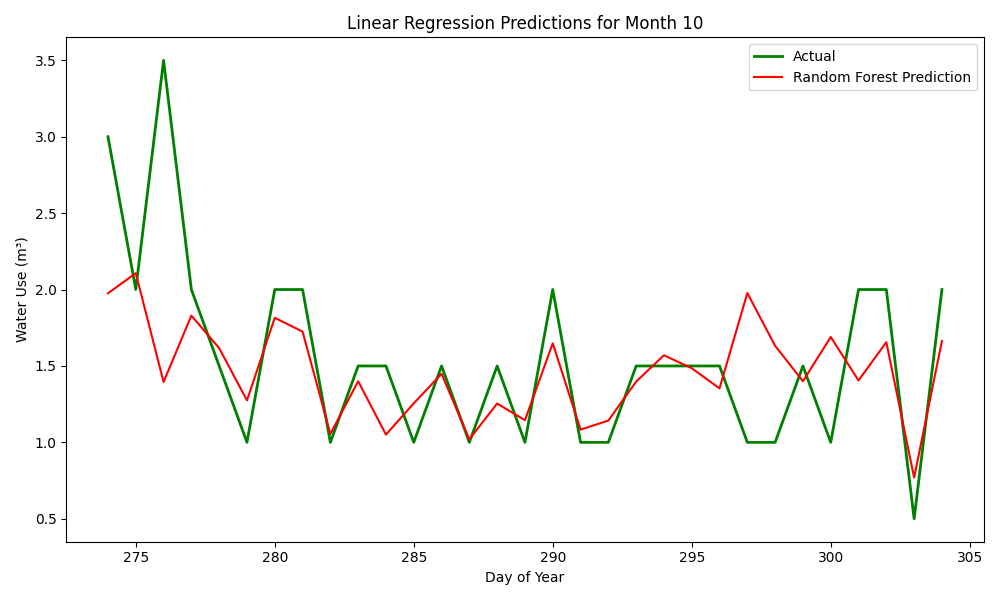 Linear Regression Predictions for Month 10
Actual
Random Forest Prediction
Water Use (m³)
3.5
3.0
2.5
2.0
1.5
1.0
0.5
275
280
285
290
295
300
305
Day of Year